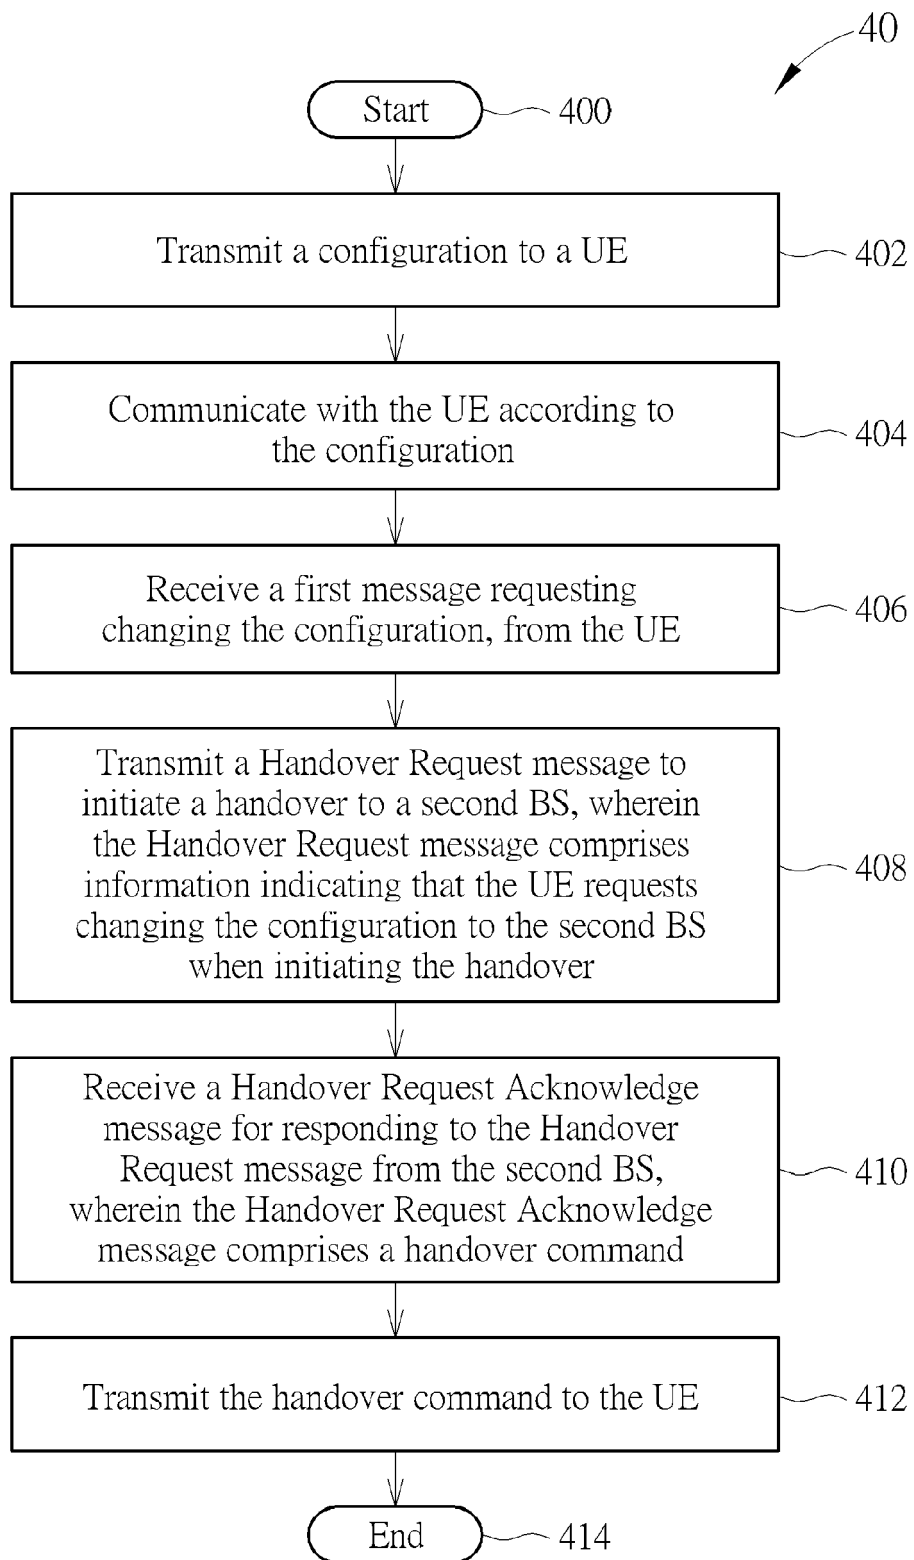 40
Start
400
Transmit a configuration to a UE
402
Communicate with the UE according to
the configuration
404
Receive a first message requesting
changing the configuration, from the UE
406
Transmit a Handover Request message to
initiate a handover to a second BS, wherein
the Handover Request message comprises
information indicating that the UE requests
changing the configuration to the second BS
when initiating the handover
408
Receive a Handover Request Acknowledge
message for responding to the Handover
Request message from the second BS,
wherein the Handover Request Acknowledge
message comprises a handover command
410
Transmit the handover command to the UE
412
End
414